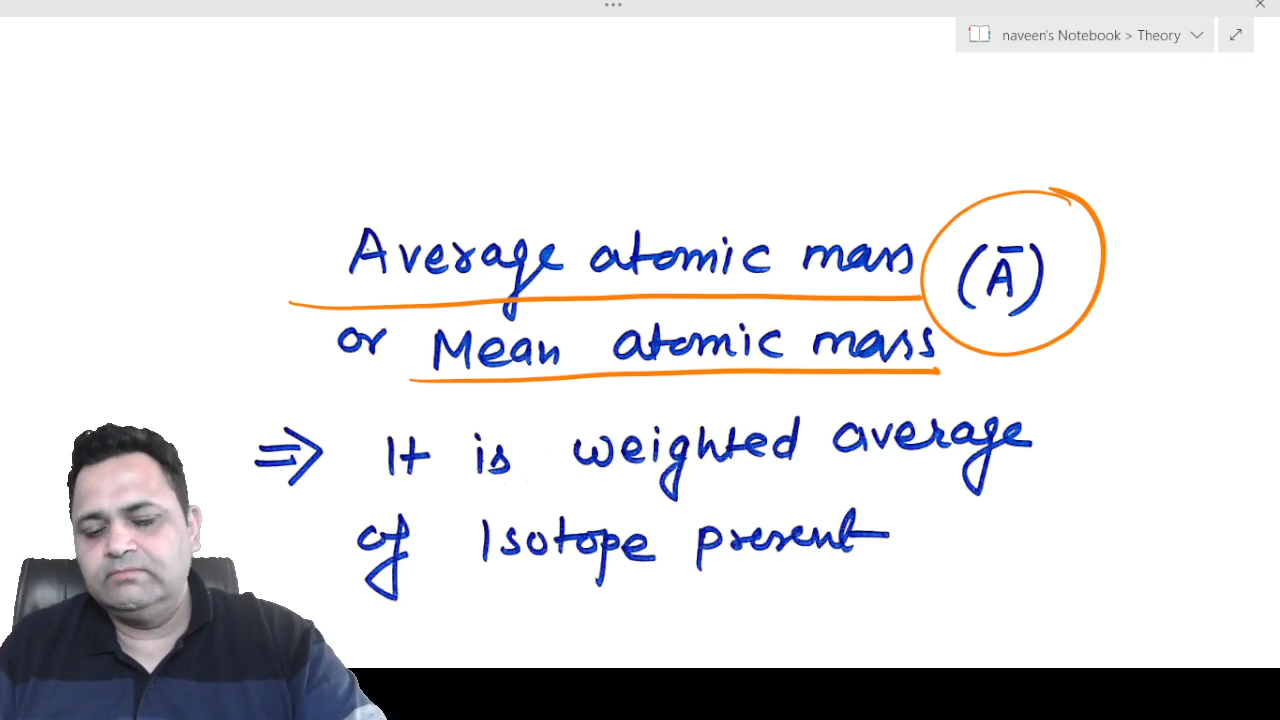 naveen's Notebook > Theory
Average atomic mass (Ā)
or Mean atomic mass
⇒ It is weighted average
of Isotope present